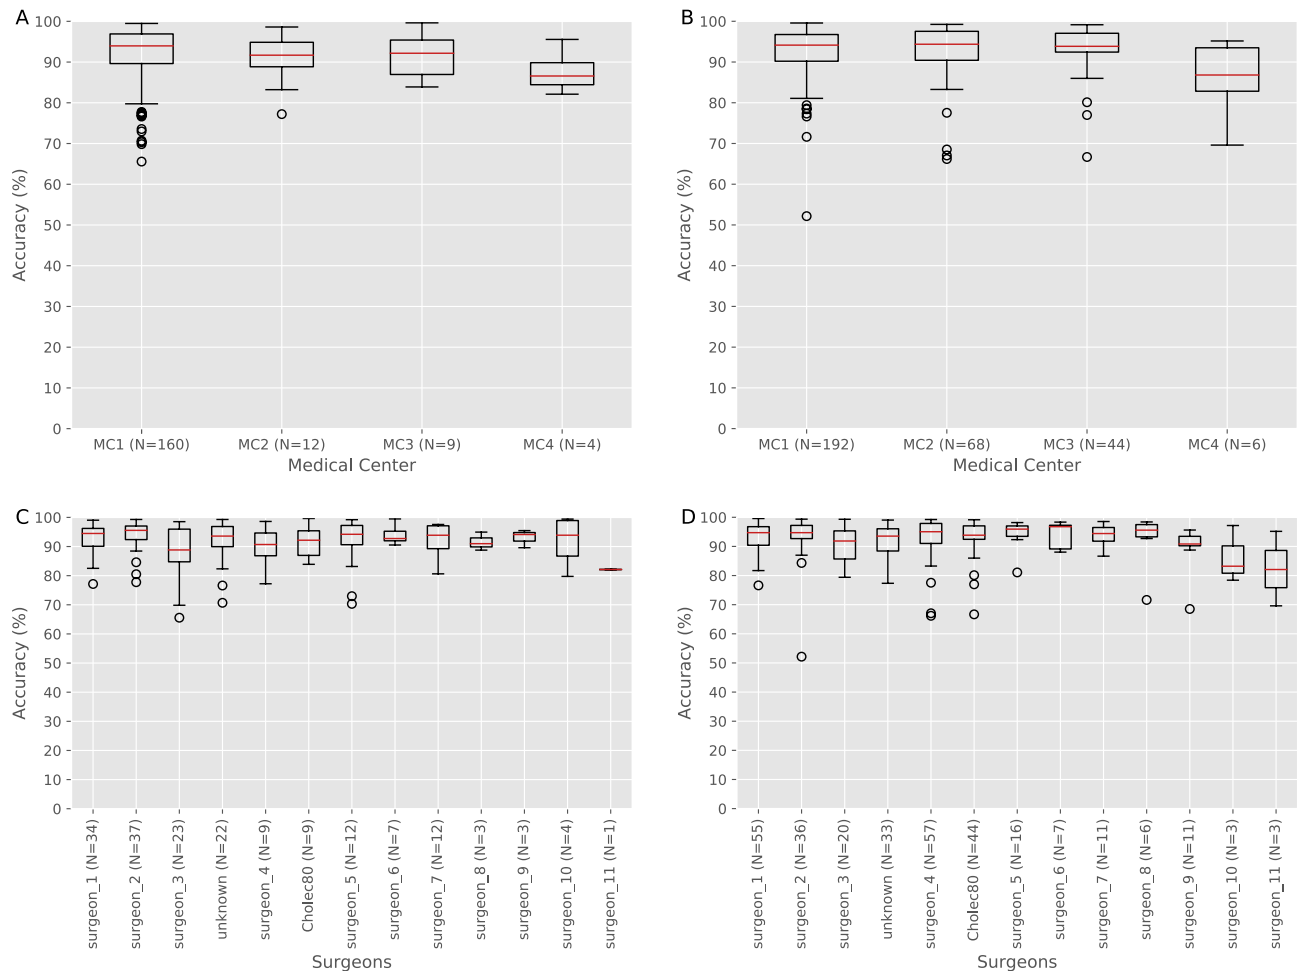 A
100
90
80
70
60
50
40
30
20
10
0
Accuracy (%)
MC1 (N=160) MC2 (N=12) MC3 (N=9) MC4 (N=4)
Medical Center
B
100
90
80
70
60
50
40
30
20
10
0
Accuracy (%)
MC1 (N=192) MC2 (N=68) MC3 (N=44) MC4 (N=6)
Medical Center
C
100
90
80
70
60
50
40
30
20
10
0
Accuracy (%)
surgeon_1 (N=34)
surgeon_2 (N=37)
surgeon_3 (N=23)
unknown (N=22)
surgeon_4 (N=9)
Cholec80 (N=9)
surgeon_5 (N=12)
surgeon_6 (N=7)
surgeon_7 (N=12)
surgeon_8 (N=3)
surgeon_9 (N=3)
surgeon_10 (N=4)
surgeon_11 (N=1)
Surgeons
D
100
90
80
70
60
50
40
30
20
10
0
Accuracy (%)
surgeon_1 (N=55)
surgeon_2 (N=36)
surgeon_3 (N=20)
unknown (N=33)
surgeon_4 (N=57)
Cholec80 (N=44)
surgeon_5 (N=16)
surgeon_6 (N=7)
surgeon_7 (N=11)
surgeon_8 (N=6)
surgeon_9 (N=11)
surgeon_10 (N=3)
surgeon_11 (N=3)
Surgeons